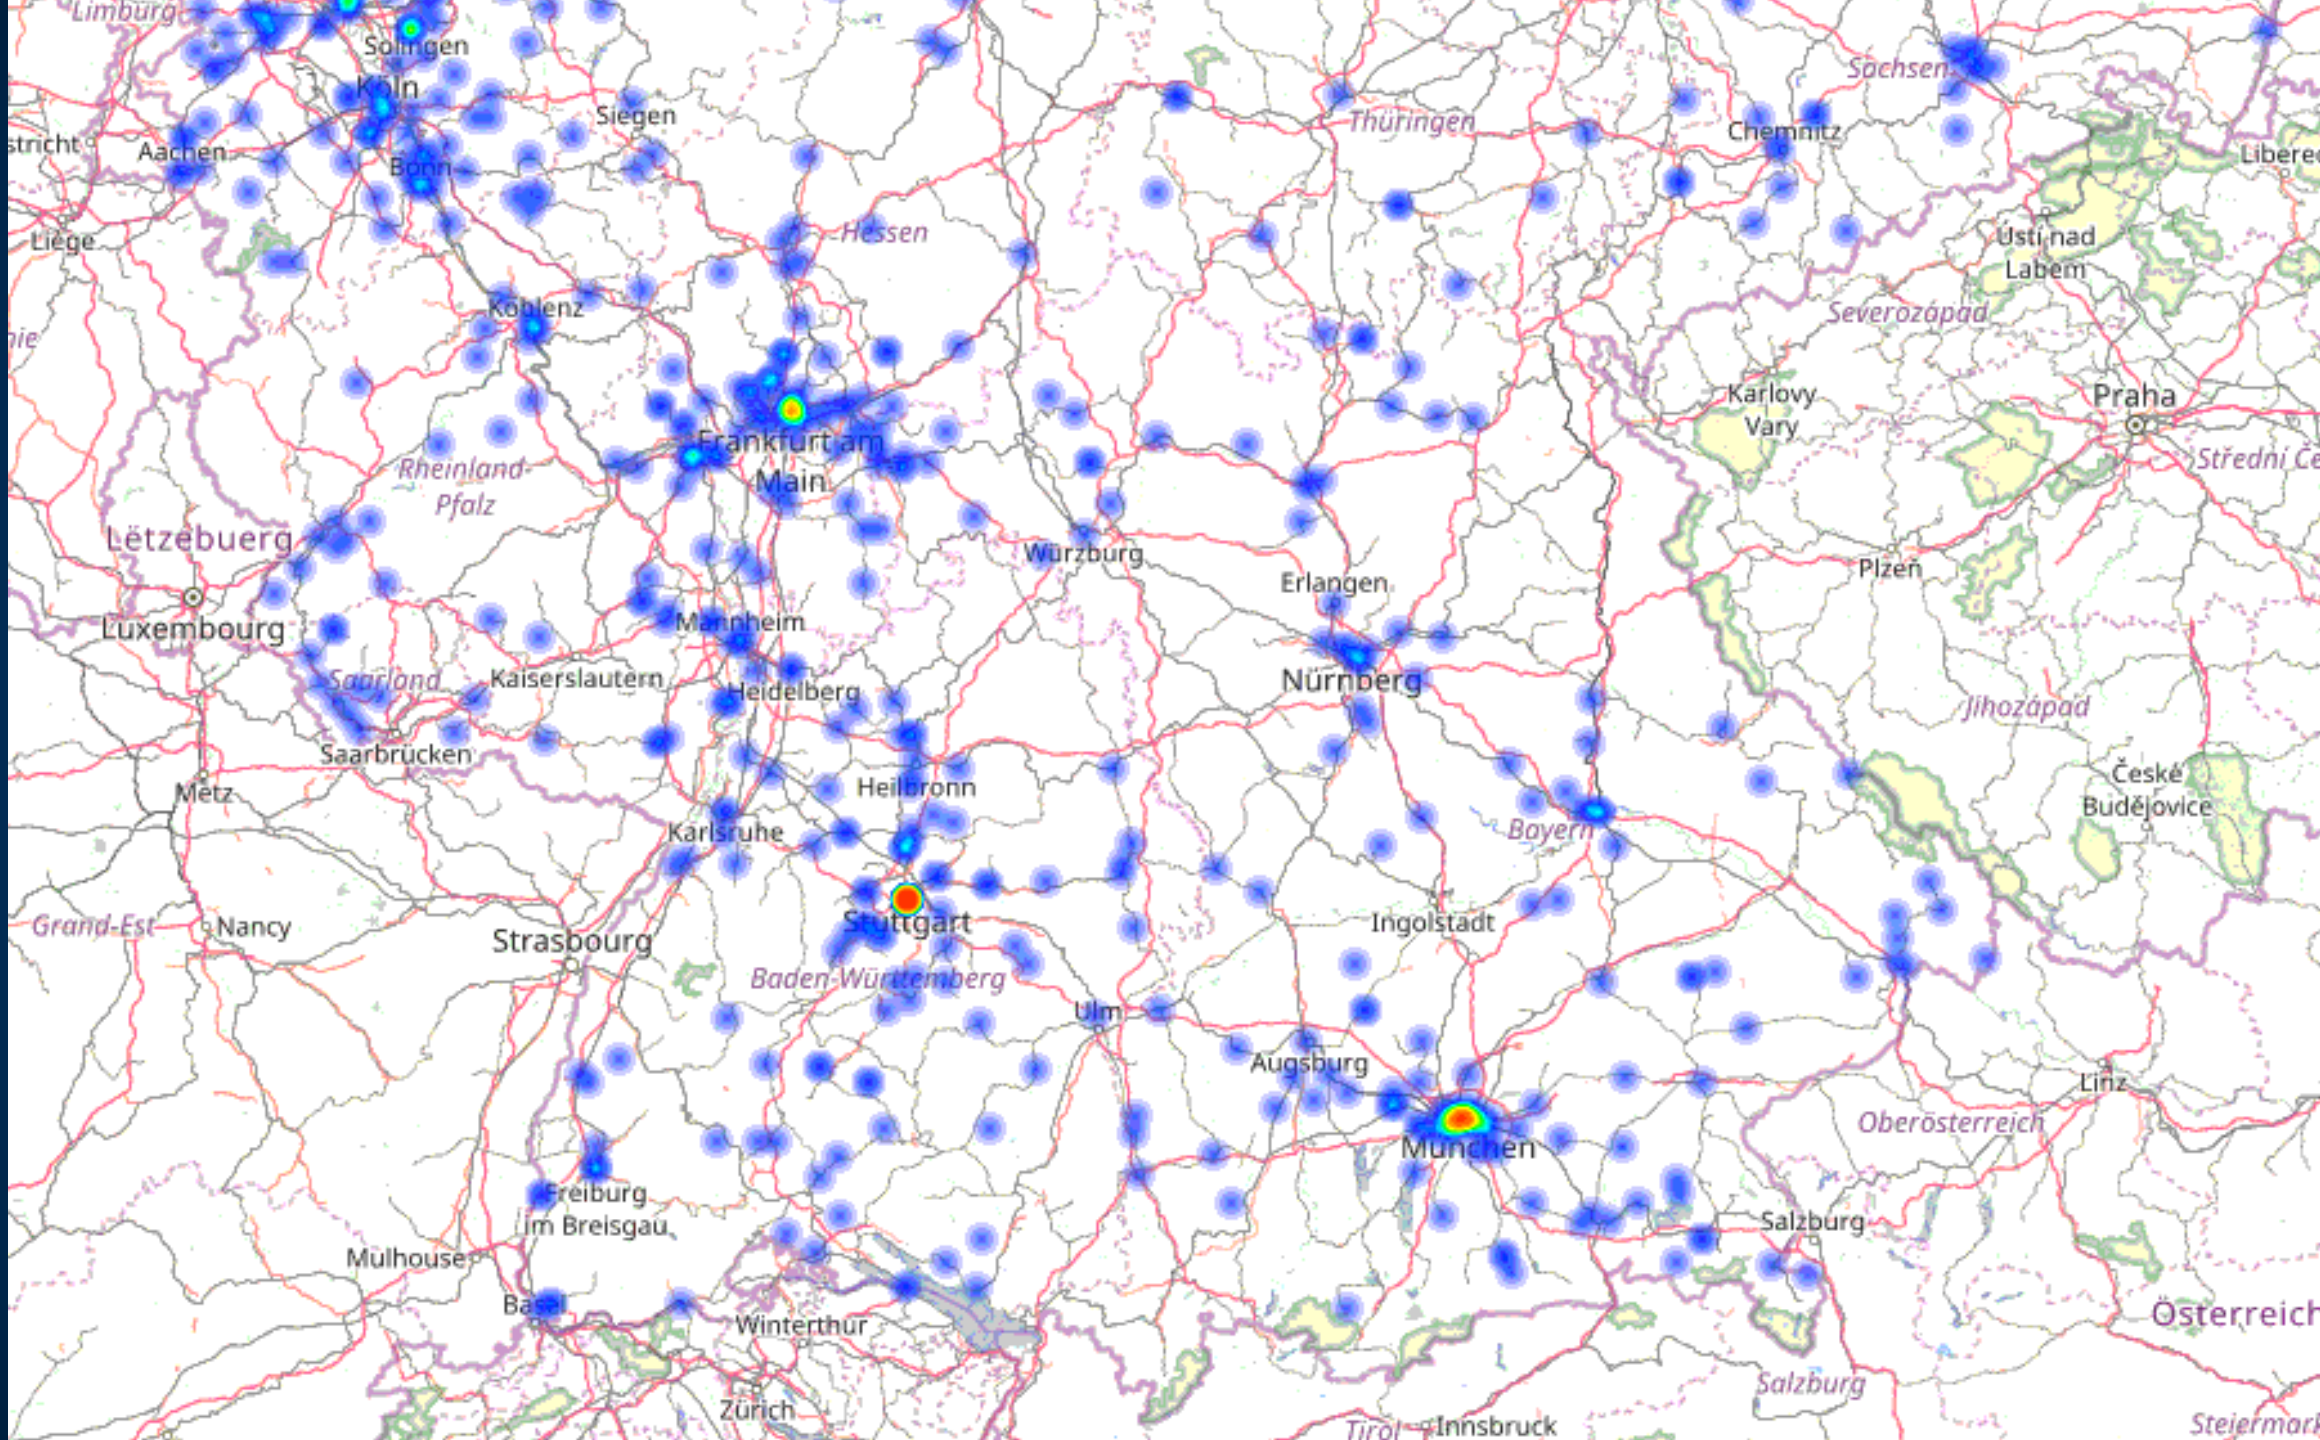 Limburg
Solingen
Köln
Sachsen
Siegen
Thüringen
Chemnitz
stricht
Aachen
Bonn
Liberec
Liège
Hessen
Ústí nad
Labem
Koblenz
Severozápad
nie
Karlovy
Vary
Praha
Frankfurt am
Main
Rheinland-
Pfalz
Střední Če
Lëtzebuerg
Würzburg
Plzeň
Erlangen
Luxembourg
Mannheim
Saarland
Kaiserslautern
Heidelberg
Nürnberg
Jihozápad
Saarbrücken
Metz
Heilbronn
České
Budějovice
Karlsruhe
Bayern
Grand-Est
Nancy
Stuttgart
Ingolstadt
Strasbourg
Baden-Württemberg
Ulm
Augsburg
Linz
Oberösterreich
München
Freiburg
im Breisgau
Salzburg
Mulhouse
Basel
Winterthur
Österreich
Salzburg
Zürich
Tirol
Innsbruck
Steiermark